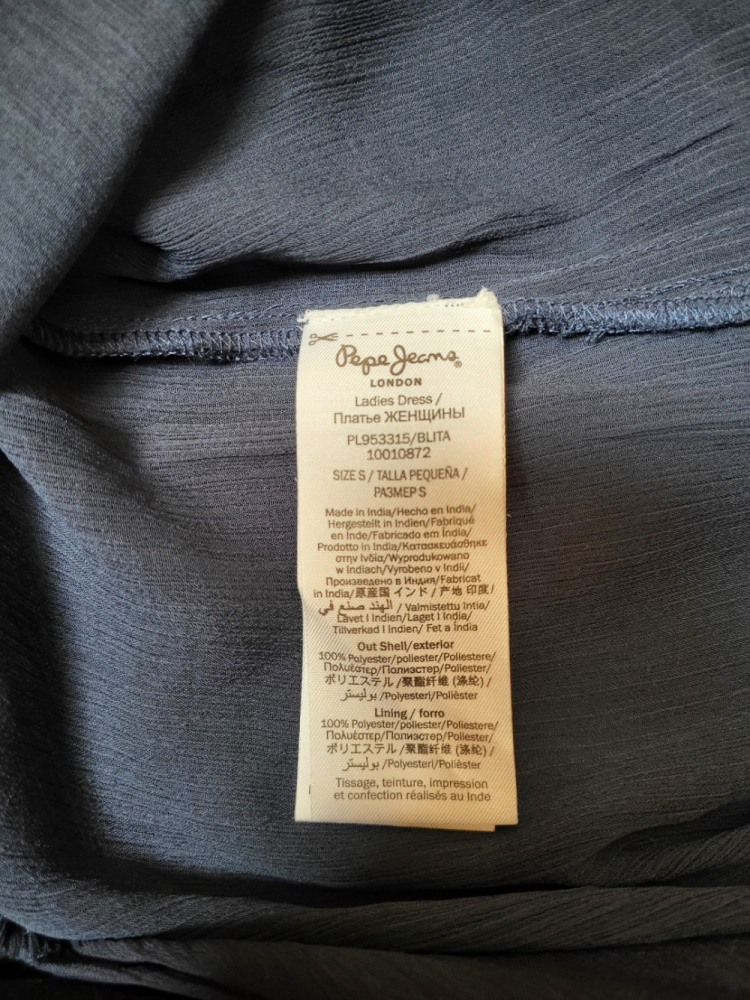 Pepe Jeans®
LONDON
Ladies Dress /
Платье ЖЕНЩИНЫ
PL953315/BLITA
10010872
SIZE S / TALLA PEQUEÑA /
РАЗМЕР S
Made in India/Hecho en India/
Hergestellt in Indien/Fabriqué
en Inde/Fabricado em Índia/
Prodotto in India/Κατασκευάσθηκε
στην Ινδία/Wyprodukowano
w Indiach/Vyrobeno v Indii/
Произведено в Индия/Fabricat
in India/原産国 インド / 产地 印度/
الهند صنع في / Valmistettu Intia/
Lavet I Indien/Laget I India/
Tillverkad I Indien/ Fet a Índia
Out Shell/exterior
100% Polyester/poliester/Poliestere/
Πολυέστερ/Полиэстер/Poliester/
ポリエステル /聚酯纤维 (涤纶) /
بوليستر /Polyesteri/Polièster
Lining / forro
100% Polyester/poliester/Poliestere/
Πολυέστερ/Полиэстер/Poliester/
ポリエステル /聚酯纤维 (涤纶) /
بوليستر /Polyesteri/Polièster
Tissage, teinture, impression
et confection réalisés au Inde